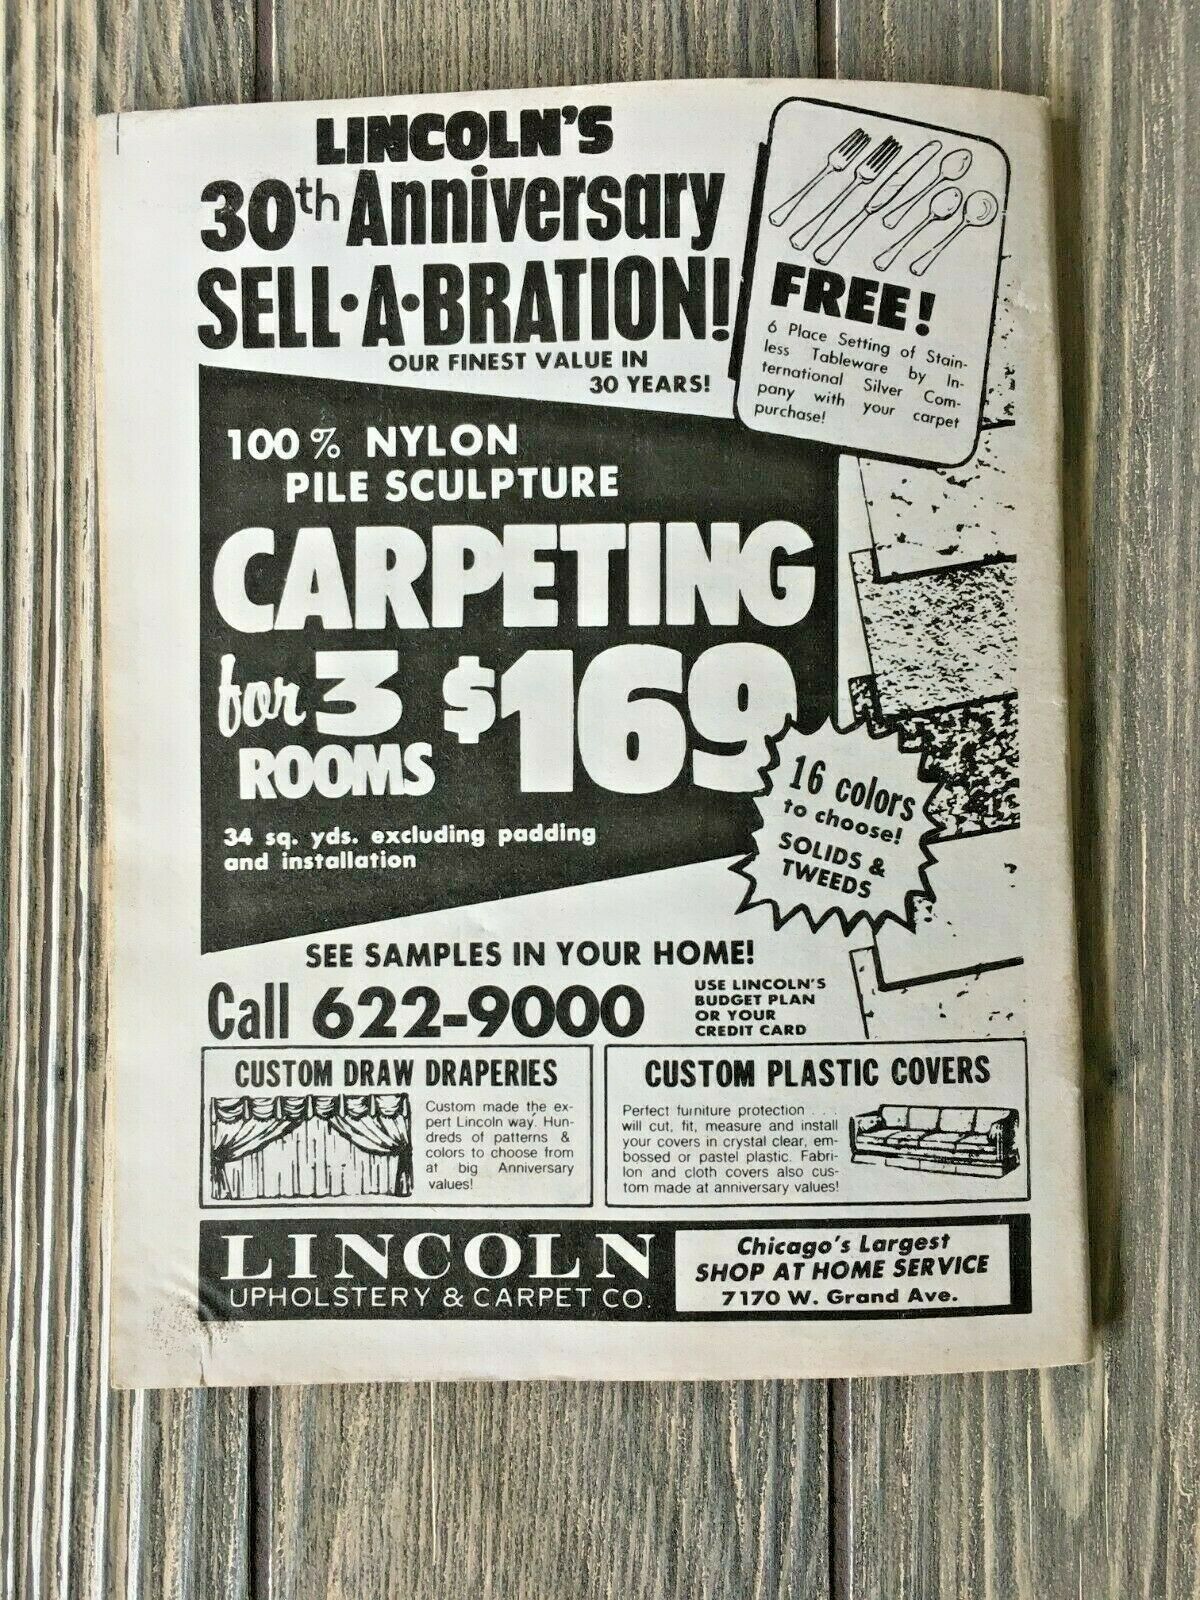 LINCOLN'S
30th Anniversary
SELL·A·BRATION!
OUR FINEST VALUE IN
30 YEARS!
FREE!
6 Place Setting of Stain-
less Tableware by In-
ternational Silver Com-
pany with your carpet
purchase!
100% NYLON
PILE SCULPTURE
CARPETING
for 3
ROOMS
$169
34 sq. yds. excluding padding
and installation
16 colors
to choose!
SOLIDS &
TWEEDS
SEE SAMPLES IN YOUR HOME!
Call 622-9000
USE LINCOLN'S
BUDGET PLAN
OR YOUR
CREDIT CARD
CUSTOM DRAW DRAPERIES
Custom made the ex-
pert Lincoln way. Hun-
dreds of patterns &
colors to choose from
at big Anniversary
values!
CUSTOM PLASTIC COVERS
Perfect furniture protection . . .
will cut, fit, measure and install
your covers in crystal clear, em-
bossed or pastel plastic. Fabri-
lon and cloth covers also cus-
tom made at anniversary values!
LINCOLN
UPHOLSTERY & CARPET CO.
Chicago's Largest
SHOP AT HOME SERVICE
7170 W. Grand Ave.